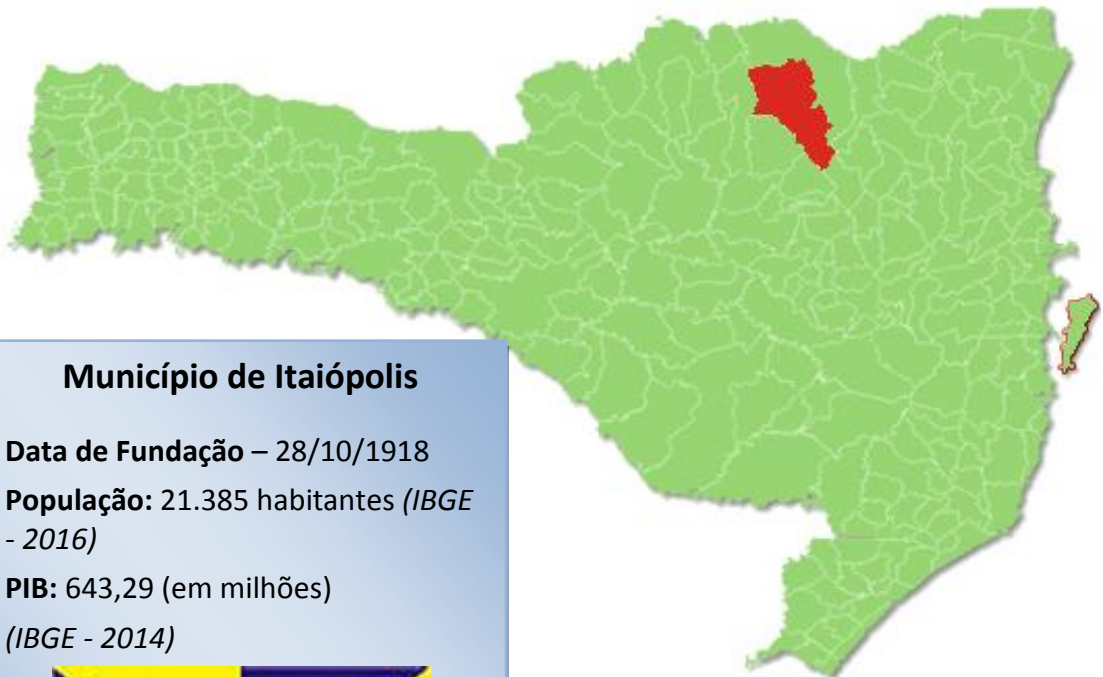 Município de Itaiópolis
Data de Fundação – 28/10/1918
População: 21.385 habitantes (IBGE
- 2016)
PIB: 643,29 (em milhões)
(IBGE - 2014)